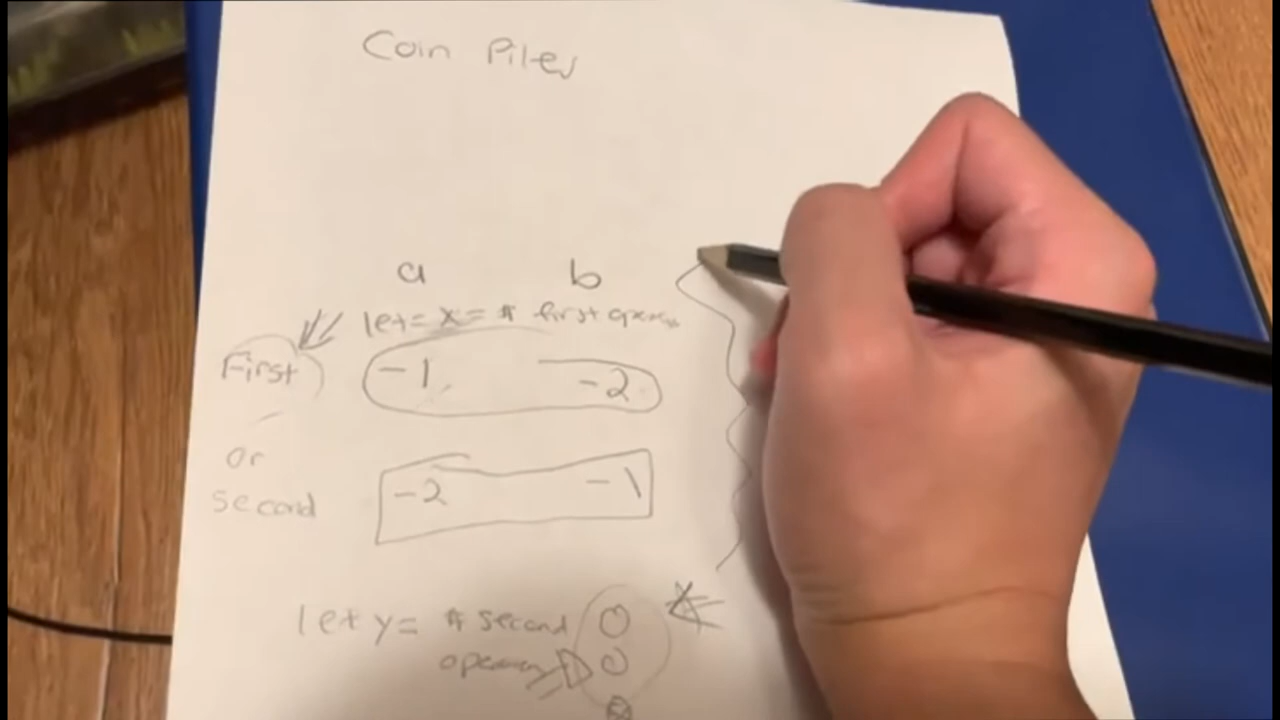 Coin Piles
a b
let x = # first
First
-1 -2
or
second
-2 -1
let y = # second